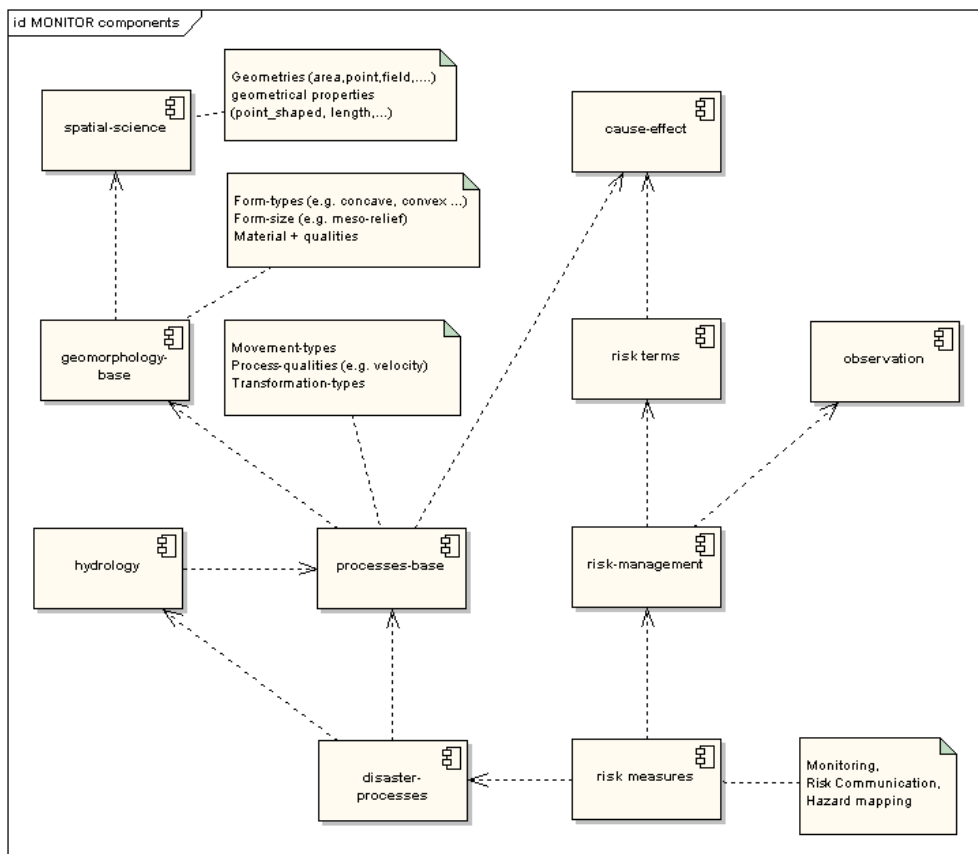 id MONITOR components
Geometries (area,point,field,....)
geometrical properties
(point_shaped, length,...)
spatial-science
cause-effect
Form-types (e.g. concave, convex ...)
Form-size (e.g. meso-relief)
Material + qualities
geomorphology-
base
Movement-types
Process-qualities (e.g. velocity)
Transformation-types
risk terms
observation
hydrology
processes-base
risk-management
disaster-
processes
risk measures
Monitoring,
Risk Communication,
Hazard mapping